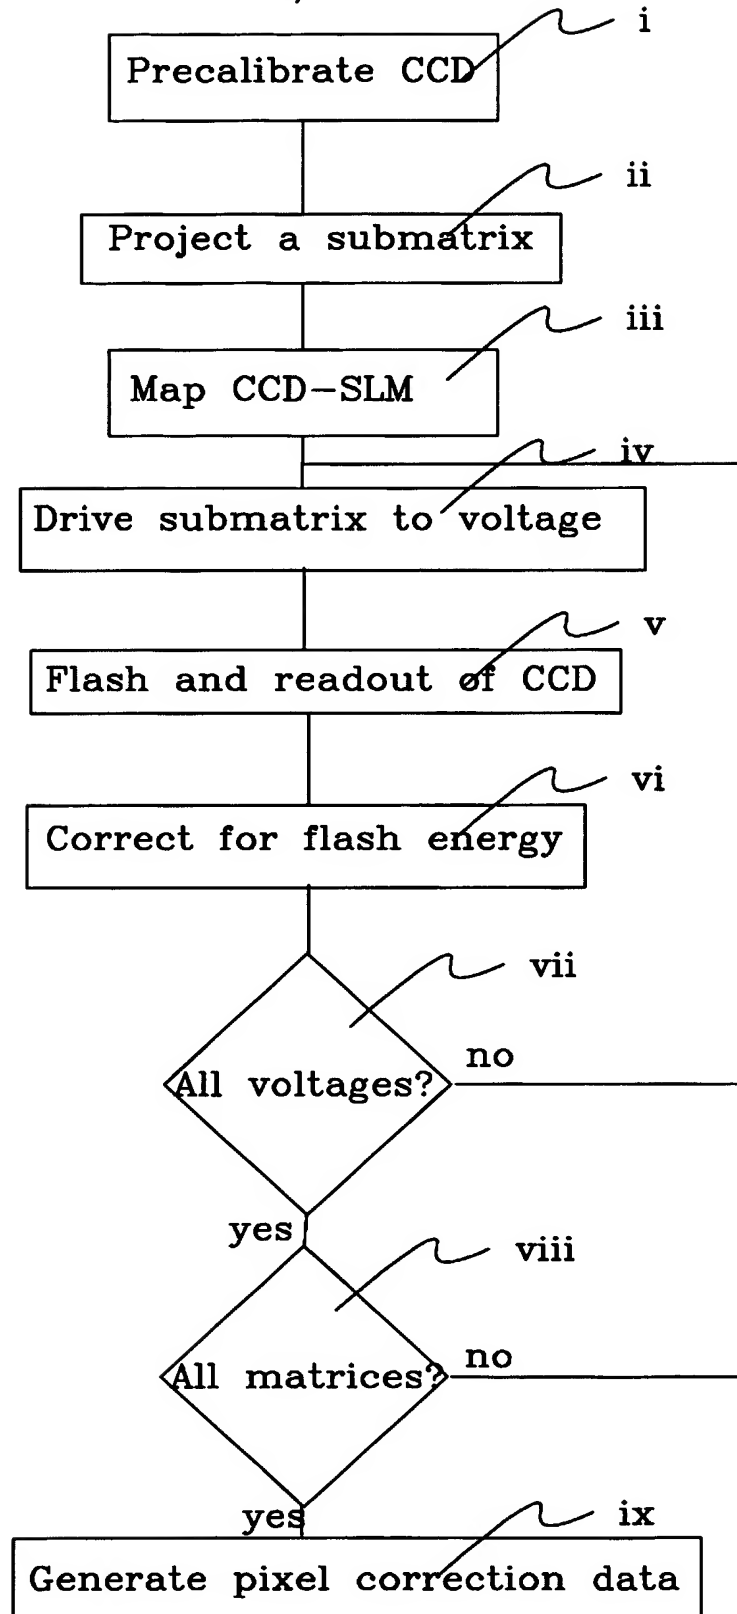 i
Precalibrate CCD
ii
Project a submatrix
iii
Map CCD-SLM
iv
Drive submatrix to voltage
v
Flash and readout of CCD
vi
Correct for flash energy
vii
no
All voltages?
yes
viii
no
All matrices?
yes
ix
Generate pixel correction data